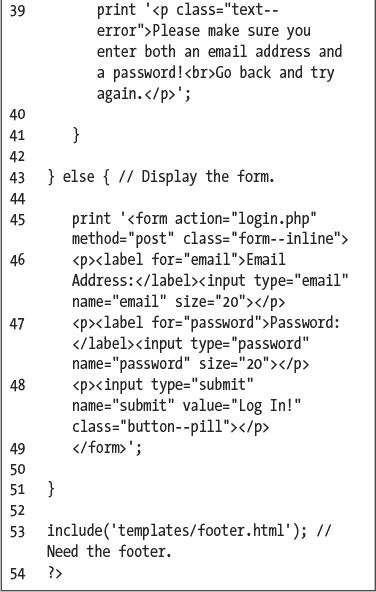 39 print '<p class="text--
error">Please make sure you
enter both an email address and
a password!<br>Go back and try
again.</p>';
40
41 }
42
43 } else { // Display the form.
44
45 print '<form action="login.php"
method="post" class="form--inline">
46 <p><label for="email">Email
Address:</label><input type="email"
name="email" size="20"></p>
47 <p><label for="password">Password:
</label><input type="password"
name="password" size="20"></p>
48 <p><input type="submit"
name="submit" value="Log In!"
class="button--pill"></p>
49 </form>';
50
51 }
52
53 include('templates/footer.html'); //
Need the footer.
54 ?>